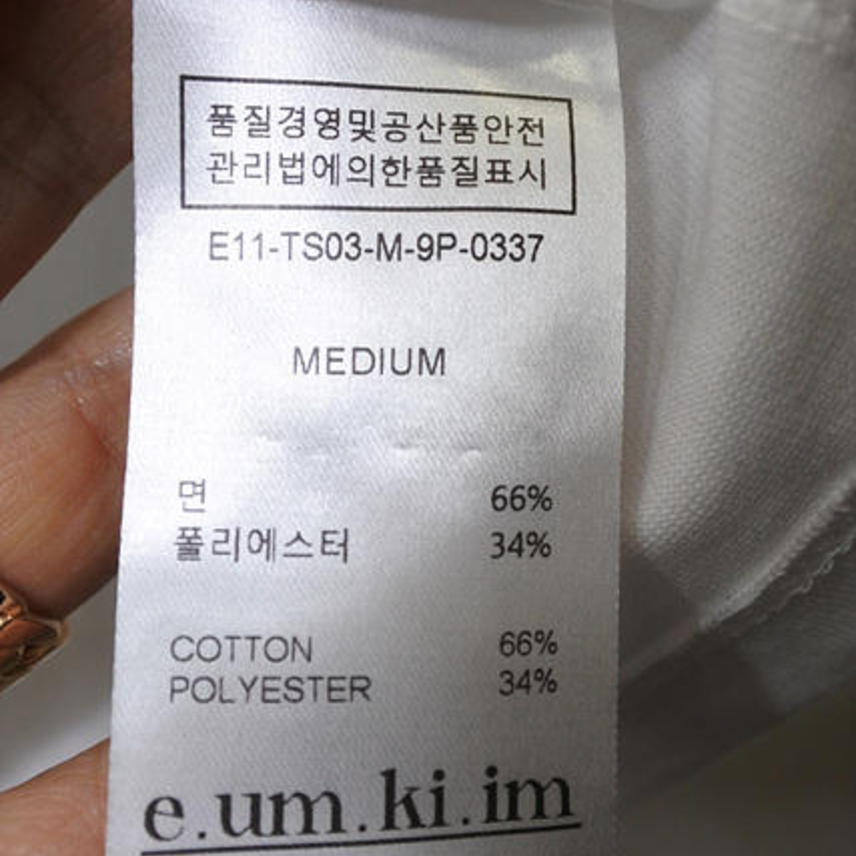 품질경영및공산품안전
관리법에의한품질표시
E11-TS03-M-9P-0337
MEDIUM
면 66%
폴리에스터 34%
COTTON 66%
POLYESTER 34%
e.um.ki.im